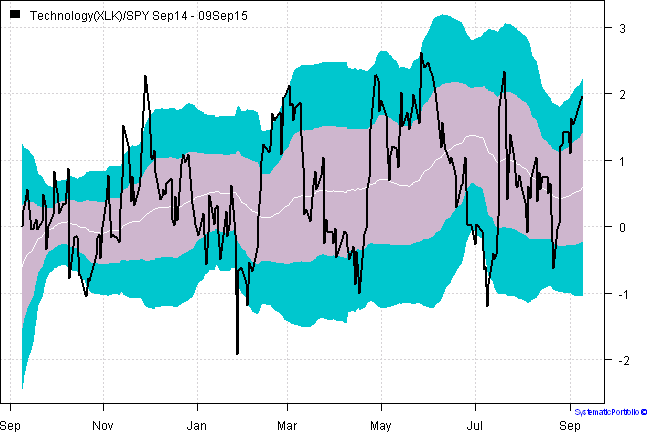 Technology(XLK)/SPY Sep14 - 09Sep15
3
2
1
0
-1
-2
Sep Nov Jan Mar May Jul Sep
SystematicPortfolio ©